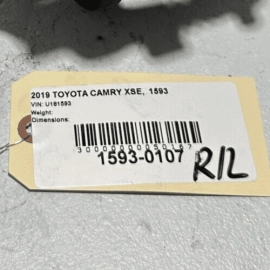 2019 TOYOTA CAMRY XSE, 1593
VIN: U181593
Weight:
Dimensions:
1593-0107
R/L